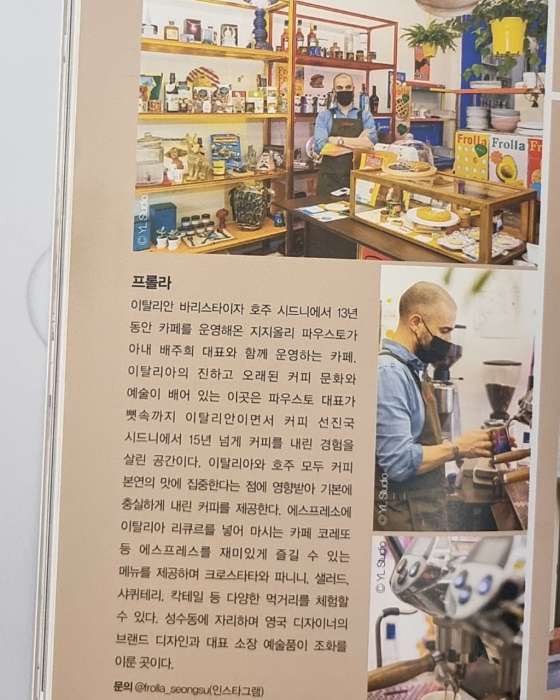 Frolla
Frolla
Frolla
© YL Studio
프롤라
이탈리안 바리스타이자 호주 시드니에서 13년
동안 카페를 운영해온 지지올리 파우스토가
아내 배주희 대표와 함께 운영하는 카페.
이탈리아의 진하고 오래된 커피 문화와
예술이 배어 있는 이곳은 파우스토 대표가
뼛속까지 이탈리안이면서 커피 선진국
시드니에서 15년 넘게 커피를 내린 경험을
살린 공간이다. 이탈리아와 호주 모두 커피
본연의 맛에 집중한다는 점에 영향받아 기본에
충실하게 내린 커피를 제공한다. 에스프레소에
이탈리아 리큐르를 넣어 마시는 카페 코레또
등 에스프레스를 재미있게 즐길 수 있는
메뉴를 제공하며 크로스타타와 파니니, 샐러드,
샤퀴테리, 칵테일 등 다양한 먹거리를 체험할
수 있다. 성수동에 자리하며 영국 디자이너의
브랜드 디자인과 대표 소장 예술품이 조화를
이룬 곳이다.
문의 @frolla_seongsu(인스타그램)
© YL Studio
© YL Studio